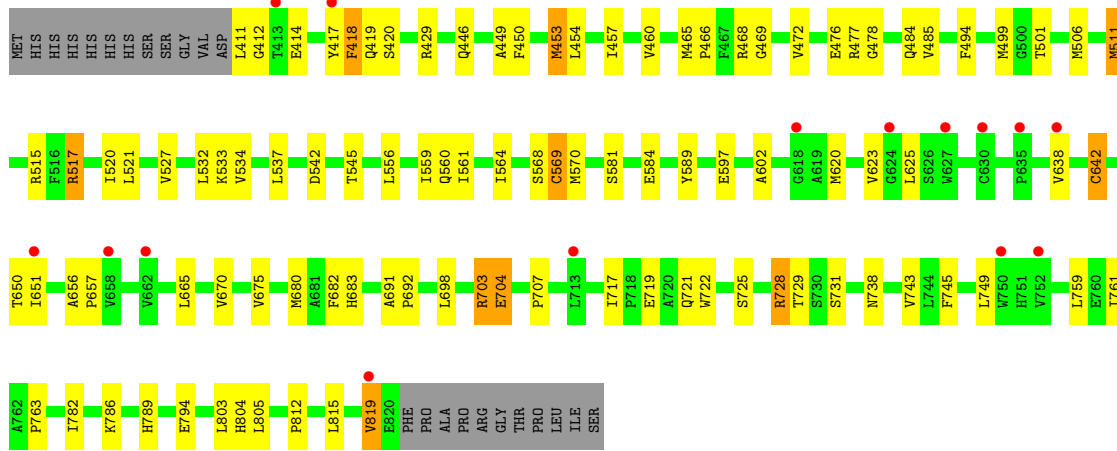 MET HIS HIS HIS HIS HIS HIS SER SER GLY VAL ASP L411 G412 T413 E414 Y417 F418 Q419 S420 R429 Q446 A449 F450 M453 L454 I457 V460 M465 P466 F467 R468 G469 V472 E476 R477 G478 Q484 V485 F494 M499 G500 T501 M506 M511
R515 F516 R517 I520 L521 V527 L532 K533 V534 L537 D542 T545 L556 I559 Q560 I561 I564 S568 C569 M570 S581 E584 Y589 E597 A602 G618 A619 M620 V623 G624 L625 S626 W627 C630 P635 V638 C642
T650 I651 A656 P657 V658 V662 L665 V670 V675 M680 A681 F682 H683 A691 P692 L698 R703 E704 P707 L713 I717 P718 E719 A720 Q721 W722 S725 R728 T729 S730 S731 N738 V743 L744 F745 L749 W750 H751 V752 L759 E760 I761
A762 P763 I782 K786 H789 E794 L803 H804 L805 P812 L815 V819 E820 PHE PRO ALA PRO ARG GLY THR PRO LEU ILE SER